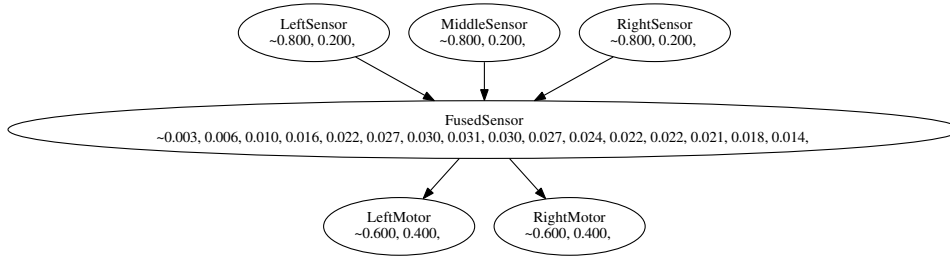 LeftSensor
~0.800, 0.200,
MiddleSensor
~0.800, 0.200,
RightSensor
~0.800, 0.200,
FusedSensor
~0.003, 0.006, 0.010, 0.016, 0.022, 0.027, 0.030, 0.031, 0.030, 0.027, 0.024, 0.022, 0.022, 0.021, 0.018, 0.014,
LeftMotor
~0.600, 0.400,
RightMotor
~0.600, 0.400,